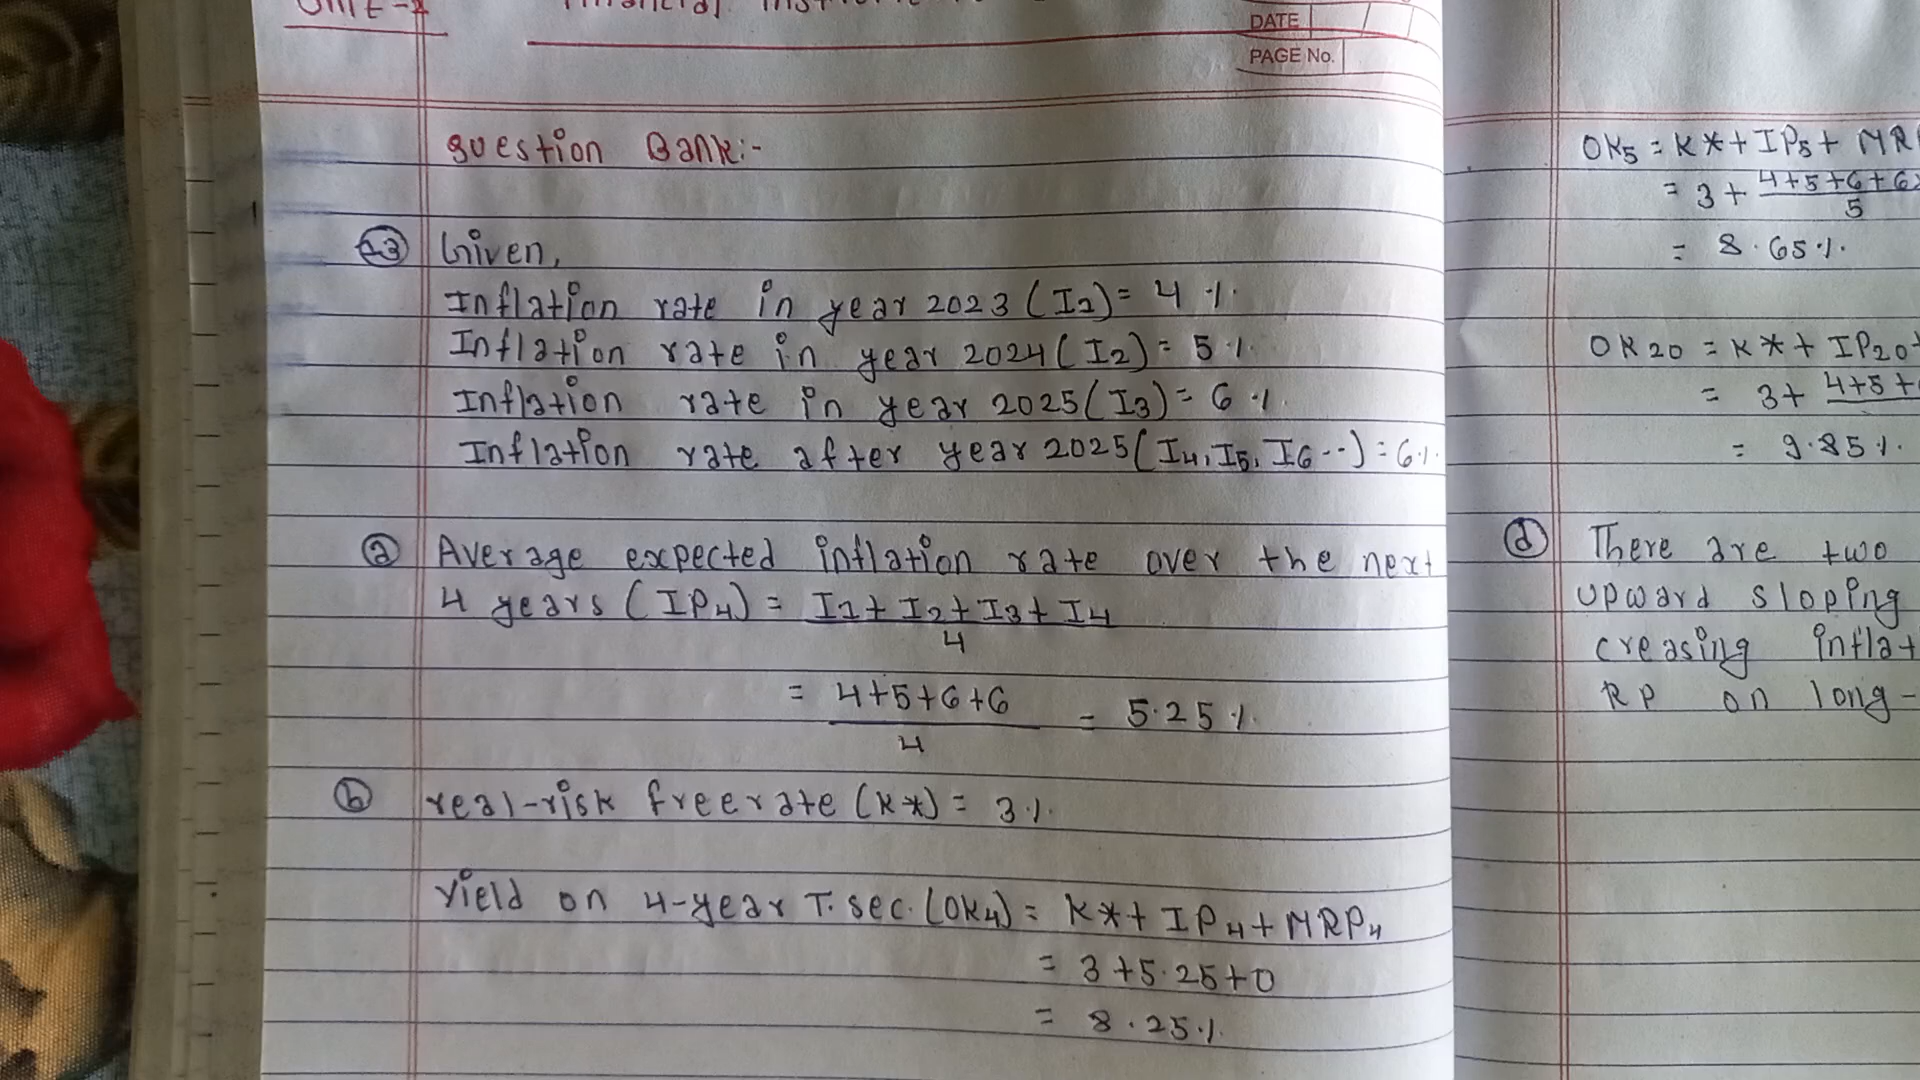 DATE
PAGE No.
question Bank:-
13 Given,
Inflation rate in year 2023 (I1) = 4 %.
Inflation rate in year 2024 (I2) = 5 %.
Inflation rate in year 2025 (I3) = 6 %.
Inflation rate after year 2025 (I4, I5, I6 --) = 6%.
a Average expected inflation rate over the next
4 years (IP4) = I1 + I2 + I3 + I4
4
= 4+5+6+6
4
= 5.25 %.
b real-risk freerate (K*) = 3 %.
Yield on 4-year T. sec. (OK4) = K* + IP4 + MRP4
= 3 + 5.25 + 0
= 8.25 %.
OK5 = K* + IP5 +
= 3 + 4+5+6+6
5
= 8.65 %.
OK20 = K* + IP20 +
= 3 + 4+5+
= 9.85 %.
d There are two
upward sloping
creasing
RP on long-